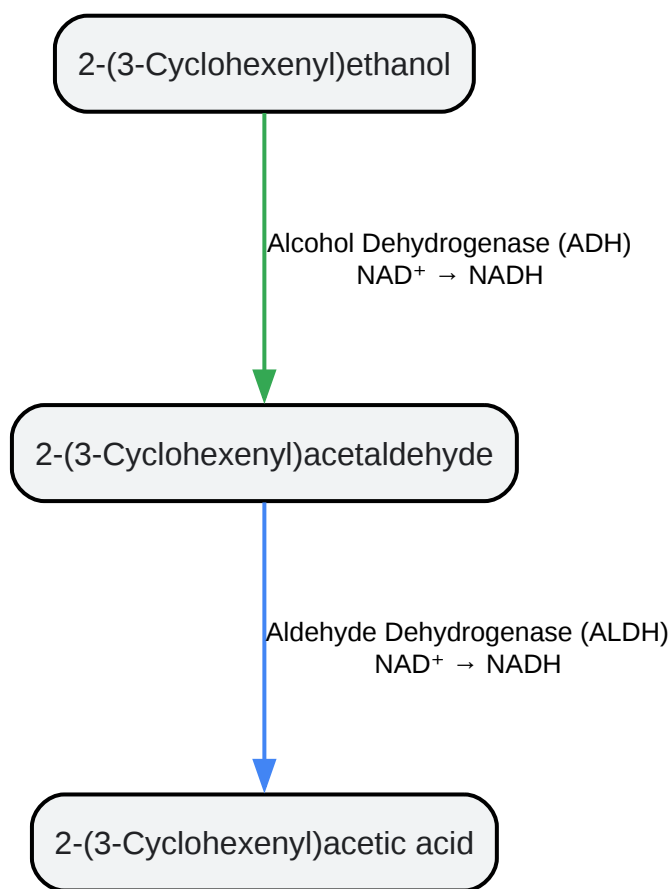 2-(3-Cyclohexenyl)ethanol
Alcohol Dehydrogenase (ADH)
NAD⁺ → NADH
2-(3-Cyclohexenyl)acetaldehyde
Aldehyde Dehydrogenase (ALDH)
NAD⁺ → NADH
2-(3-Cyclohexenyl)acetic acid